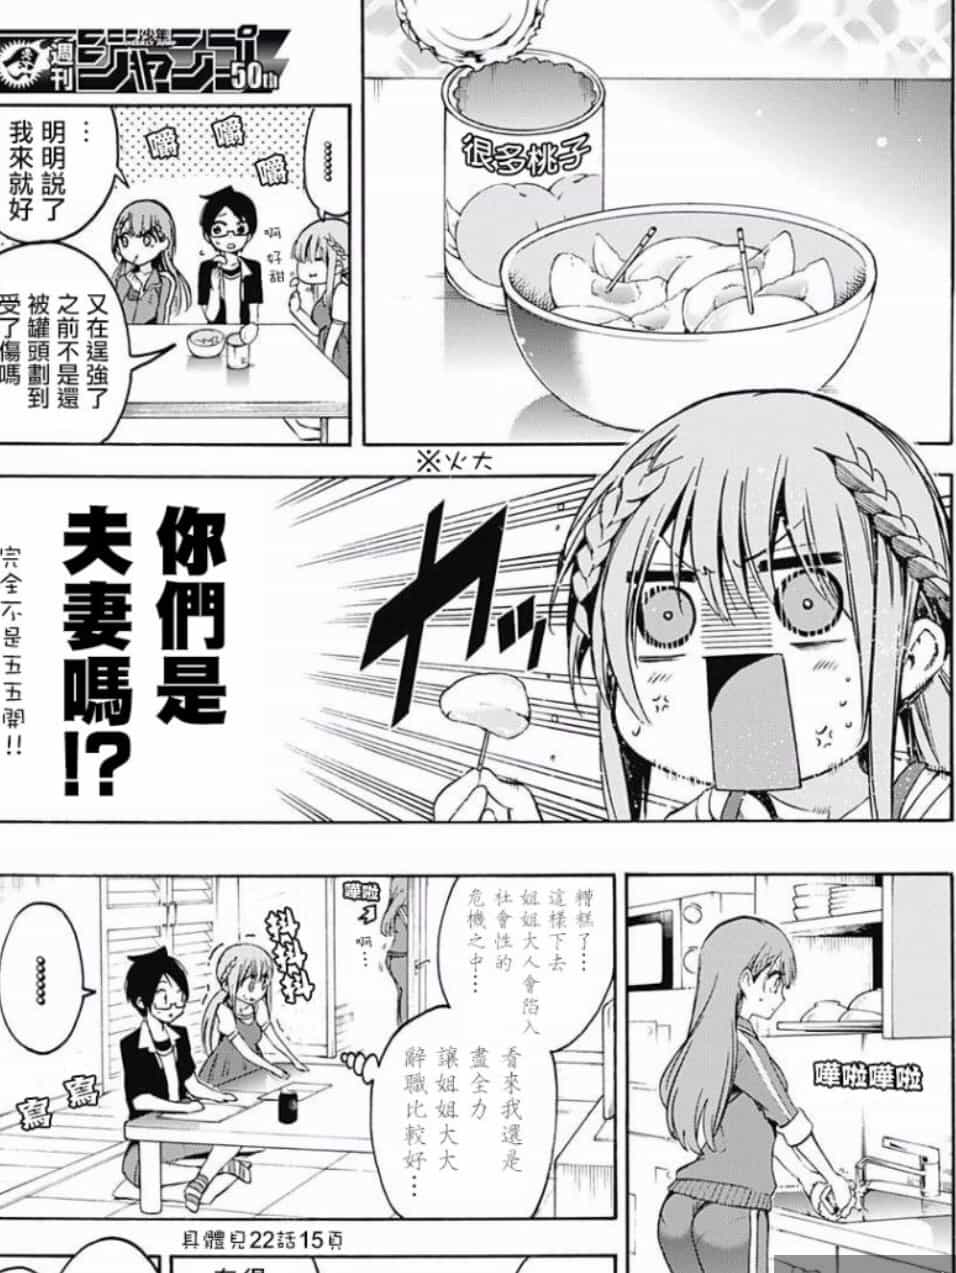 很多桃子
週刊
少年
ジャンプ
50th
……
嚼
嚼
嚼
啊
好
甜
…
明明説了
我來就好
又在逞強了
之前不是還
被罐頭劃到
受了傷嗎
※火大
イラッ
你們是
夫妻嗎!?
完全不是五五開!!
嘩啦嘩啦
糟糕了…
這樣下去
姐姐大人會陷入
社會性的
危機之中…
看來我還是
盡全力
讓姐姐大大
辭職比較好…
嘩啦
啊…
……
寫
寫
具體見22話15頁